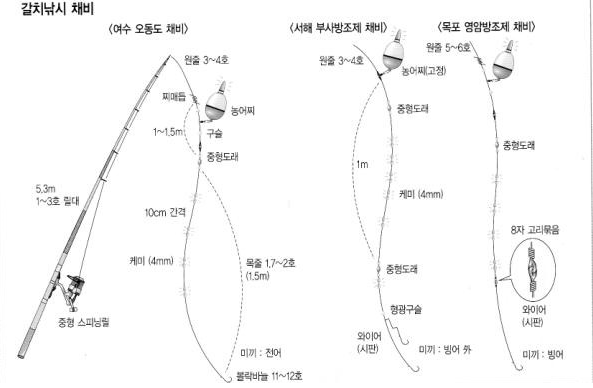 갈치낚시 채비
〈여수 오동도 채비〉
원줄 3~4호
찌매듭
농어찌
1~1.5m
구슬
중형도래
5.3m
1~3호 릴대
10cm 간격
케미 (4mm)
목줄 1.7~2호
(1.5m)
중형 스피닝릴
미끼 : 전어
볼락바늘 11~12호
〈서해 부사방조제 채비〉
원줄 3~4호
농어찌(고정)
중형도래
1m
케미 (4mm)
중형도래
형광구슬
와이어
(시판)
미끼 : 빙어 外
〈목포 영암방조제 채비〉
원줄 5~6호
중형도래
8자 고리묶음
와이어
(시판)
미끼 : 빙어